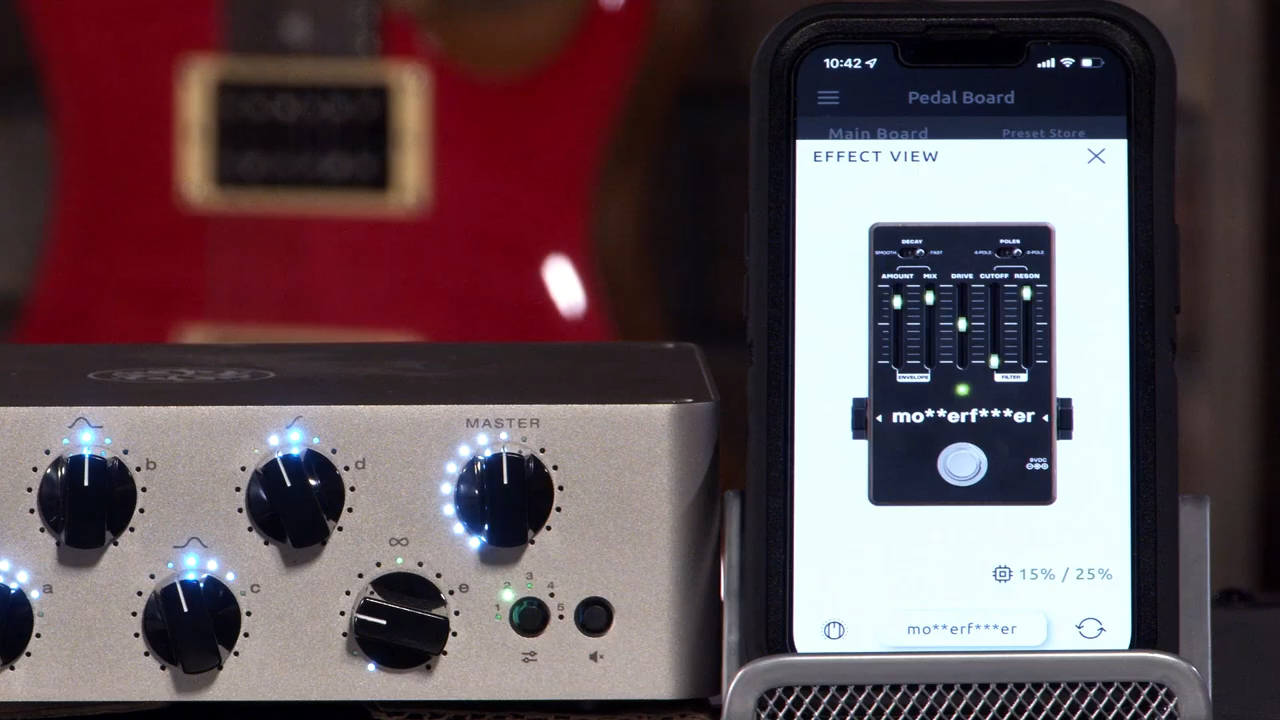 10:42
Pedal Board
Main Board Preset Store
EFFECT VIEW
DECAY POLES
SMOOTH FAST 4-POLE 2-POLE
AMOUNT MIX DRIVE CUTOFF RESON
ENVELOPE FILTER
mo**erf***er
9VDC
15% / 25%
mo**erf***er
MASTER
b d
∞
a c e
1 2 3 4 5